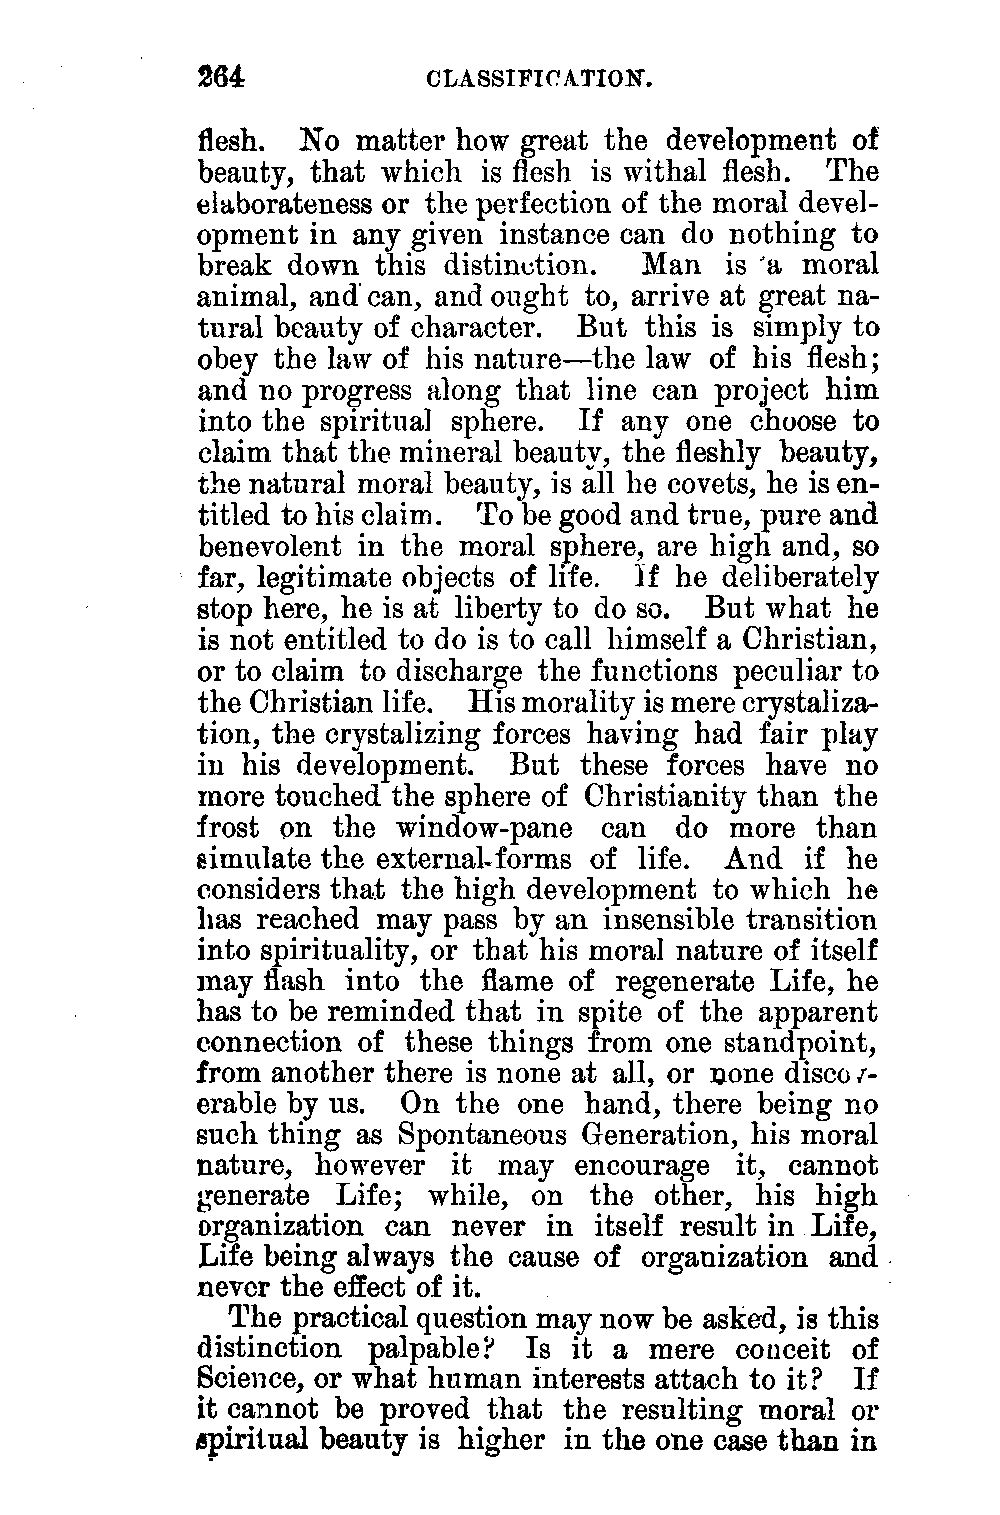 264 CLASSIFICATION.
flesh. No matter how great the development of
beauty, that which is flesh is withal flesh. The
elaborateness or the perfection of the moral devel-
opment in any given instance can do nothing to
break down this distinction. Man is a moral
animal, and can, and ought to, arrive at great na-
tural beauty of character. But this is simply to
obey the law of his nature—the law of his flesh;
and no progress along that line can project him
into the spiritual sphere. If any one choose to
claim that the mineral beauty, the fleshly beauty,
the natural moral beauty, is all he covets, he is en-
titled to his claim. To be good and true, pure and
benevolent in the moral sphere, are high and, so
far, legitimate objects of life. If he deliberately
stop here, he is at liberty to do so. But what he
is not entitled to do is to call himself a Christian,
or to claim to discharge the functions peculiar to
the Christian life. His morality is mere crystaliza-
tion, the crystalizing forces having had fair play
in his development. But these forces have no
more touched the sphere of Christianity than the
frost on the window-pane can do more than
simulate the external forms of life. And if he
considers that the high development to which he
has reached may pass by an insensible transition
into spirituality, or that his moral nature of itself
may flash into the flame of regenerate Life, he
has to be reminded that in spite of the apparent
connection of these things from one standpoint,
from another there is none at all, or none discov-
erable by us. On the one hand, there being no
such thing as Spontaneous Generation, his moral
nature, however it may encourage it, cannot
generate Life; while, on the other, his high
organization can never in itself result in Life,
Life being always the cause of organization and
never the effect of it.
The practical question may now be asked, is this
distinction palpable? Is it a mere conceit of
Science, or what human interests attach to it? If
it cannot be proved that the resulting moral or
spiritual beauty is higher in the one case than in